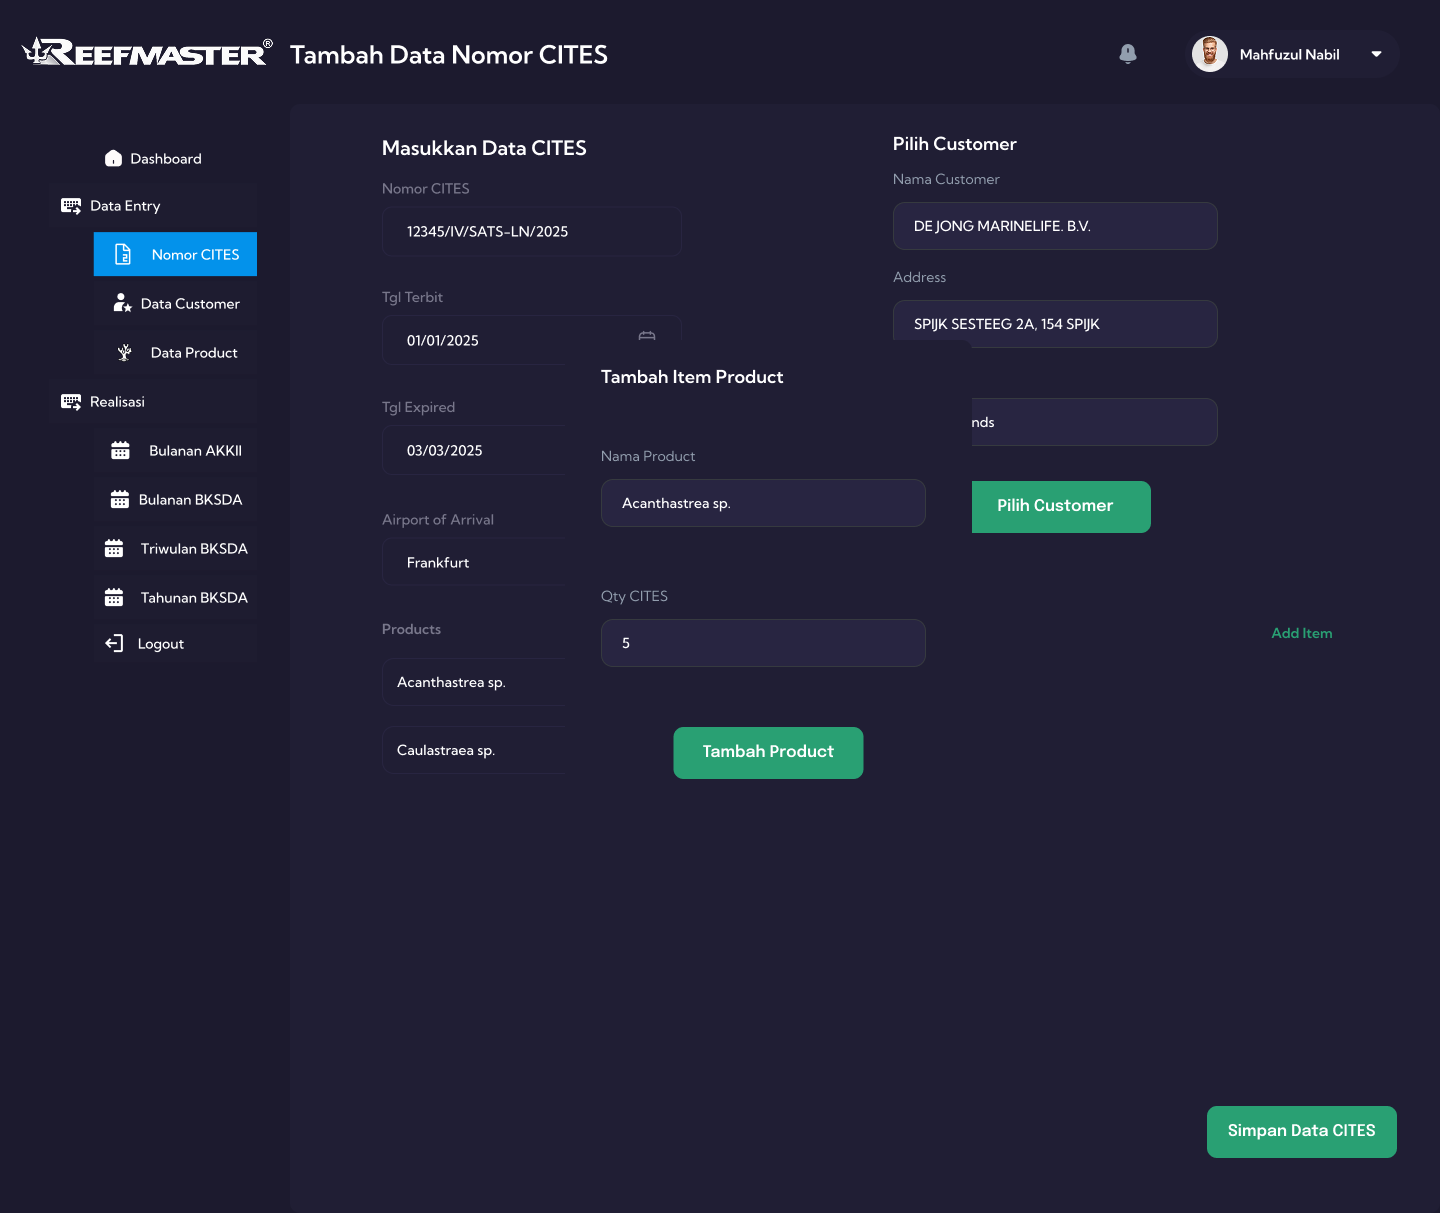 REEFMASTER®
Tambah Data Nomor CITES
Mahfuzul Nabil
Dashboard
Data Entry
Nomor CITES
Data Customer
Data Product
Realisasi
Bulanan AKKII
Bulanan BKSDA
Triwulan BKSDA
Tahunan BKSDA
Logout
Masukkan Data CITES
Nomor CITES
12345/IV/SATS-LN/2025
Tgl Terbit
01/01/2025
Tgl Expired
03/03/2025
Airport of Arrival
Frankfurt
Products
Acanthastrea sp.
Caulastraea sp.
Pilih Customer
Nama Customer
DE JONG MARINELIFE. B.V.
Address
SPIJK SESTEEG 2A, 154 SPIJK
nds
Pilih Customer
Tambah Item Product
Nama Product
Acanthastrea sp.
Qty CITES
5
Tambah Product
Add Item
Simpan Data CITES